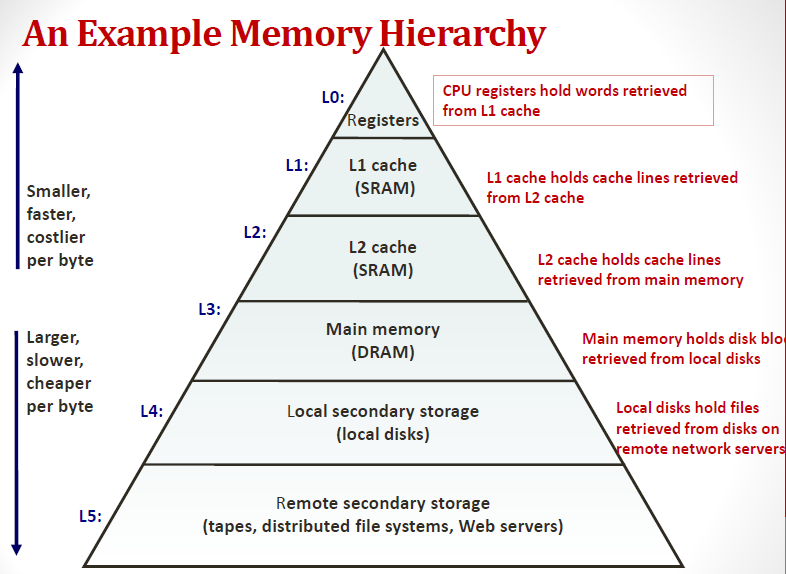 An Example Memory Hierarchy
L0:
Registers
CPU registers hold words retrieved
from L1 cache
L1:
L1 cache
(SRAM)
L1 cache holds cache lines retrieved
from L2 cache
Smaller,
faster,
costlier
per byte
L2:
L2 cache
(SRAM)
L2 cache holds cache lines
retrieved from main memory
L3:
Main memory
(DRAM)
Main memory holds disk
retrieved from local disks
Larger,
slower,
cheaper
per byte
L4:
Local secondary storage
(local disks)
Local disks hold files
retrieved from disks on
remote network servers
L5:
Remote secondary storage
(tapes, distributed file systems, Web servers)